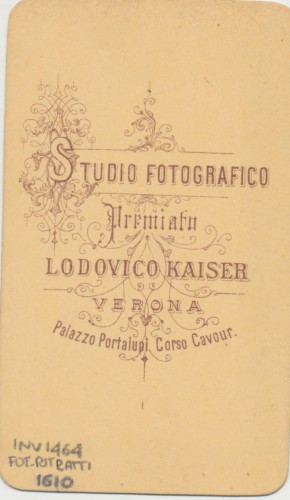 STUDIO FOTOGRAFICO
Premiato
LODOVICO KAISER
VERONA
Palazzo Portalupi, Corso Cavour.
INV 1464
FOT. RITRATTI
1610